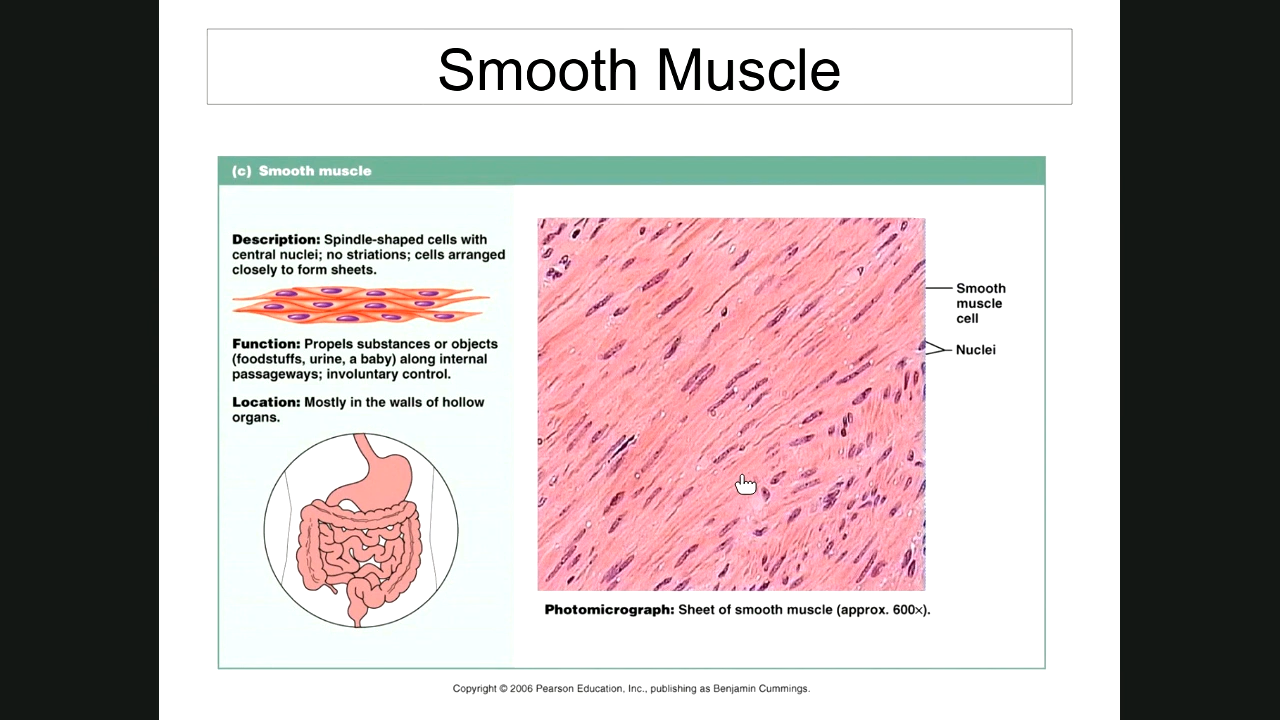 Smooth Muscle
(c) Smooth muscle
Description: Spindle-shaped cells with
central nuclei; no striations; cells arranged
closely to form sheets.
Function: Propels substances or objects
(foodstuffs, urine, a baby) along internal
passageways; involuntary control.
Location: Mostly in the walls of hollow
organs.
Smooth
muscle
cell
Nuclei
Photomicrograph: Sheet of smooth muscle (approx. 600×).
Copyright © 2006 Pearson Education, Inc., publishing as Benjamin Cummings.